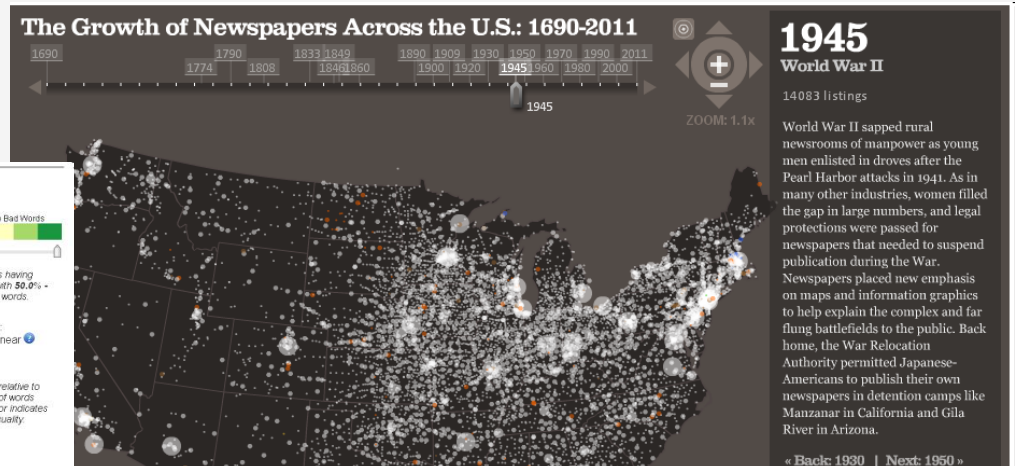 The Growth of Newspapers Across the U.S.: 1690-2011
1690 1790 1833 1849 1890 1909 1930 1950 1970 1990 2011
1774 1808 1846 1860 1900 1920 1945 1960 1980 2000
1945
ZOOM: 1.1x
1945
World War II
14083 listings
World War II sapped rural
newsrooms of manpower as young
men enlisted in droves after the
Pearl Harbor attacks in 1941. As in
many other industries, women filled
the gap in large numbers, and legal
protections were passed for
newspapers that needed to suspend
publication during the War.
Newspapers placed new emphasis
on maps and information graphics
to help explain the complex and far
flung battlefields to the public. Back
home, the War Relocation
Authority permitted Japanese-
Americans to publish their own
newspapers in detention camps like
Manzanar in California and Gila
River in Arizona.
« Back: 1930 | Next: 1950 »
Bad Words
having
with 50.0% -
words.
near ?
relative to
of words
or indicates